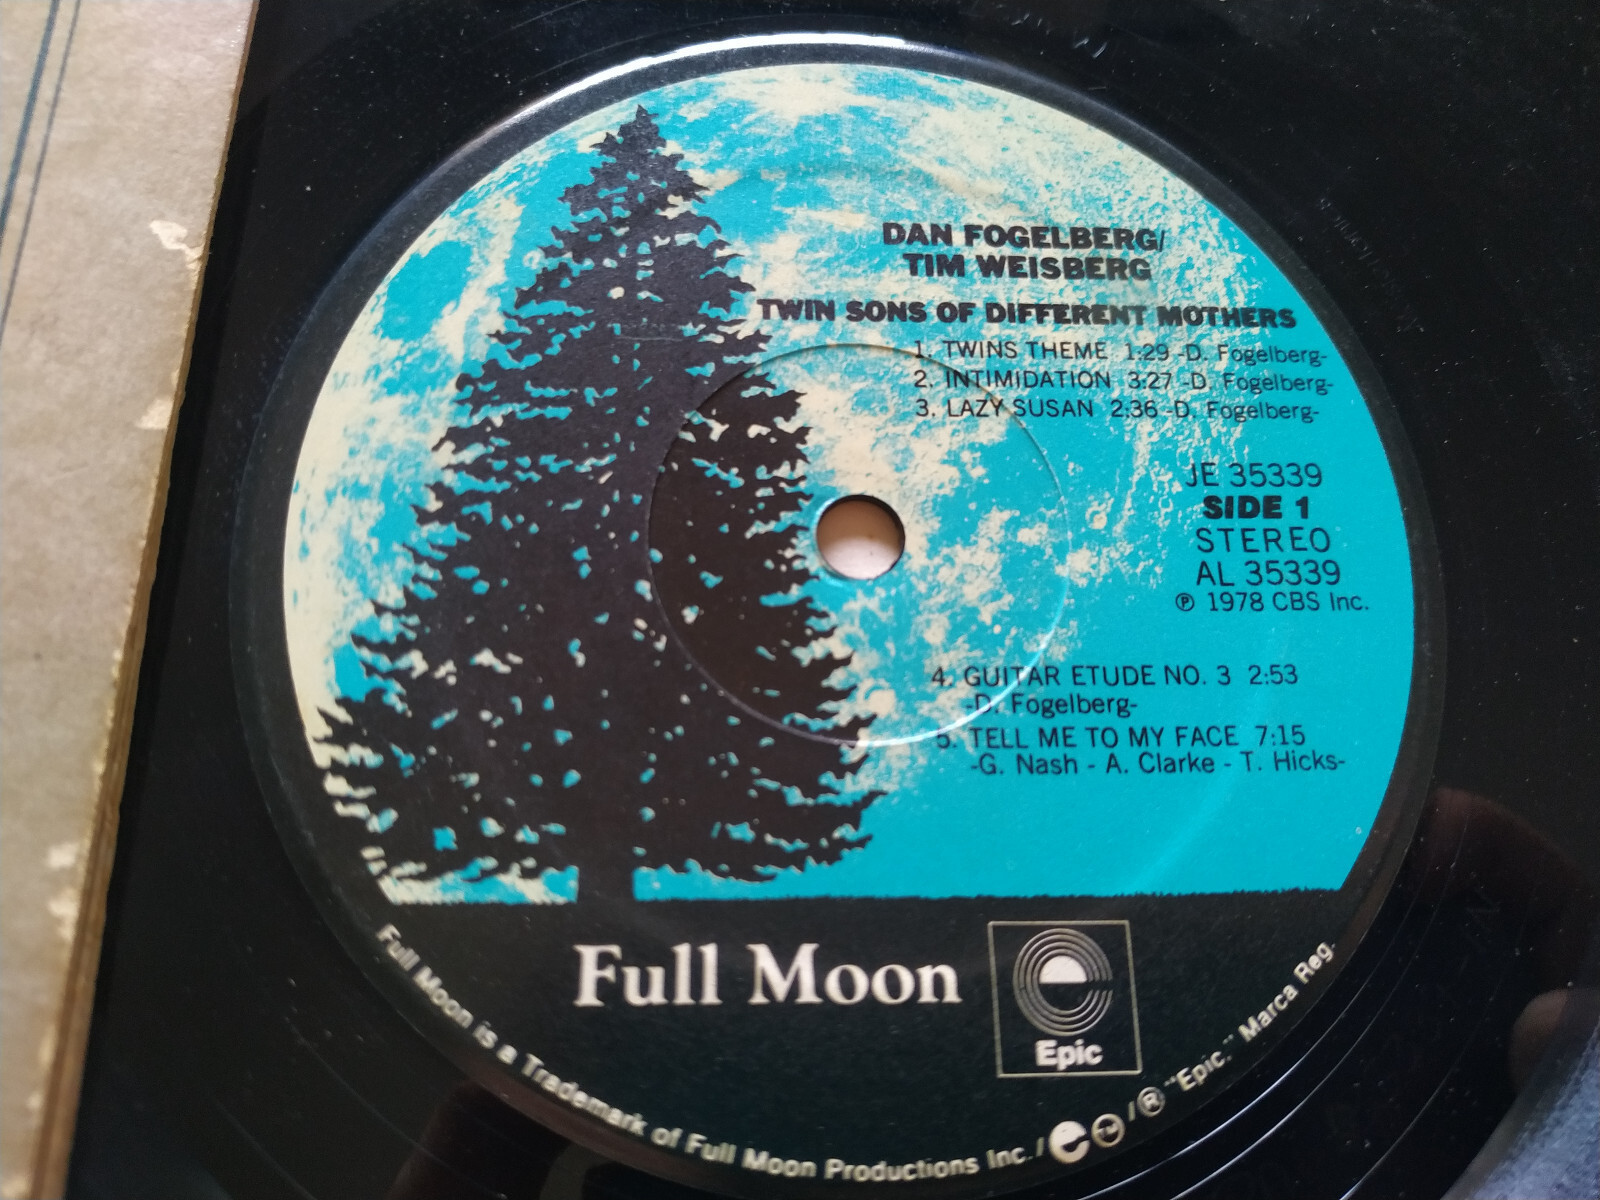 DAN FOGELBERG/
TIM WEISBERG
TWIN SONS OF DIFFERENT MOTHERS
1. TWINS THEME 1:29 -D. Fogelberg-
2. INTIMIDATION 3:27 -D. Fogelberg-
3. LAZY SUSAN 2:36 -D. Fogelberg-
JE 35339
SIDE 1
STEREO
AL 35339
℗ 1978 CBS Inc.
4. GUITAR ETUDE NO. 3 2:53
-D. Fogelberg-
5. TELL ME TO MY FACE 7:15
-G. Nash - A. Clarke - T. Hicks-
Full Moon
e
Epic
Full Moon is a Trademark of Full Moon Productions Inc./ e ™ / ® "Epic." Marca Reg.